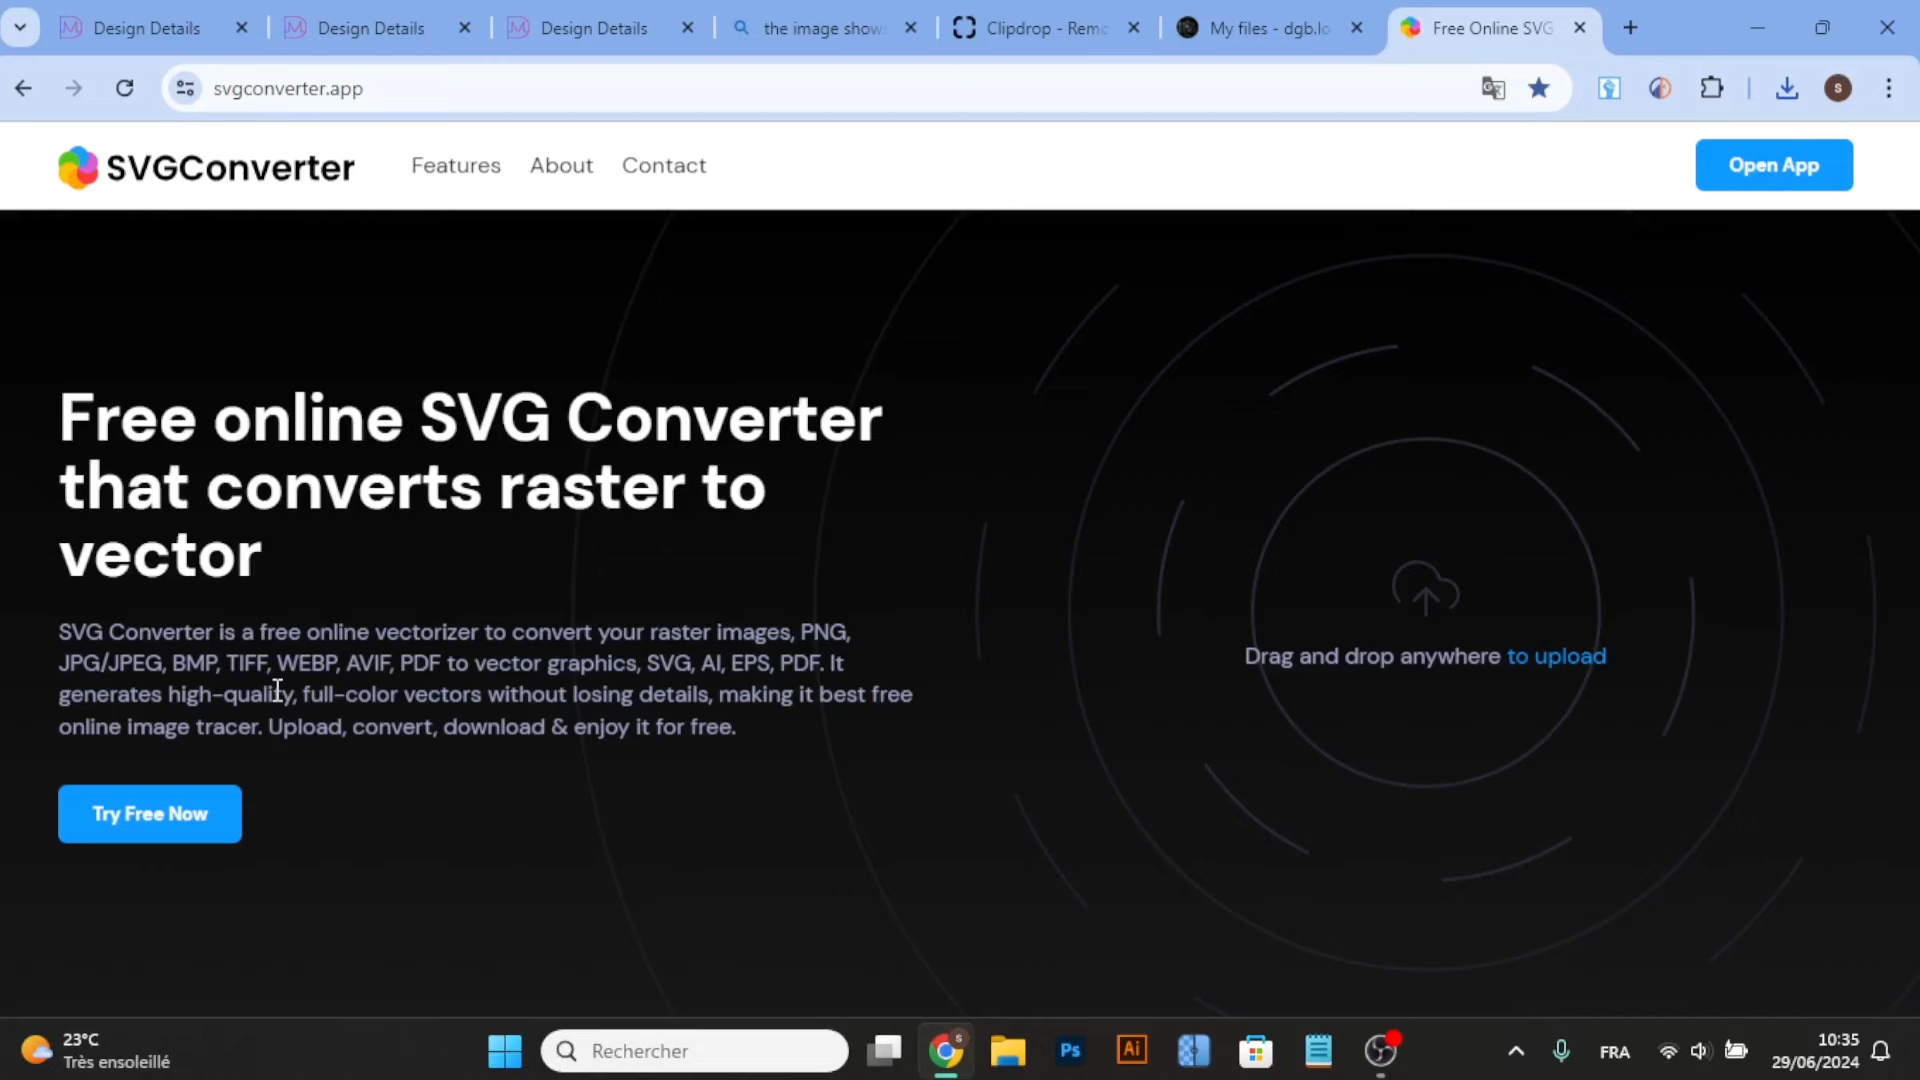 Design Details
Design Details
Design Details
the image show
Clipdrop - Remo
My files - dgb.lo
Free Online SVG
svgconverter.app
S
SVGConverter
Features
About
Contact
Open App
Free online SVG Converter
that converts raster to
vector
SVG Converter is a free online vectorizer to convert your raster images, PNG,
JPG/JPEG, BMP, TIFF, WEBP, AVIF, PDF to vector graphics, SVG, AI, EPS, PDF. It
generates high-quality, full-color vectors without losing details, making it best free
online image tracer. Upload, convert, download & enjoy it for free.
Try Free Now
Drag and drop anywhere to upload
23°C
Très ensoleillé
Rechercher
S
Ps
Ai
FRA
10:35
29/06/2024